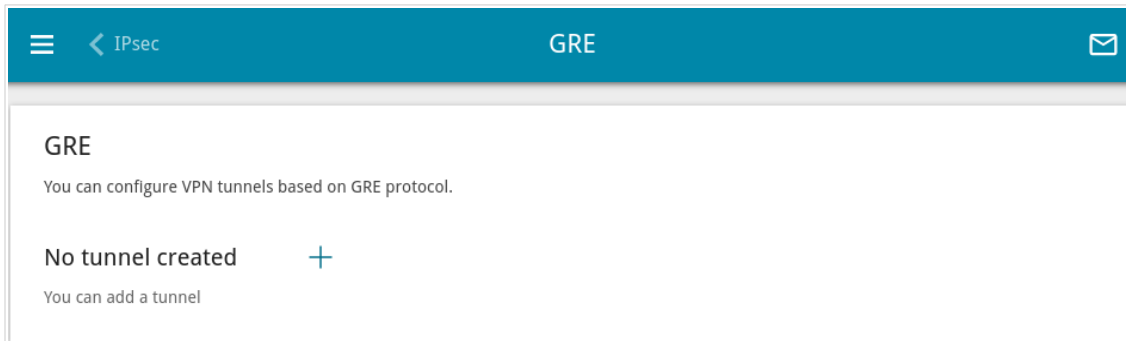 IPsec
GRE
GRE
You can configure VPN tunnels based on GRE protocol.
No tunnel created
You can add a tunnel